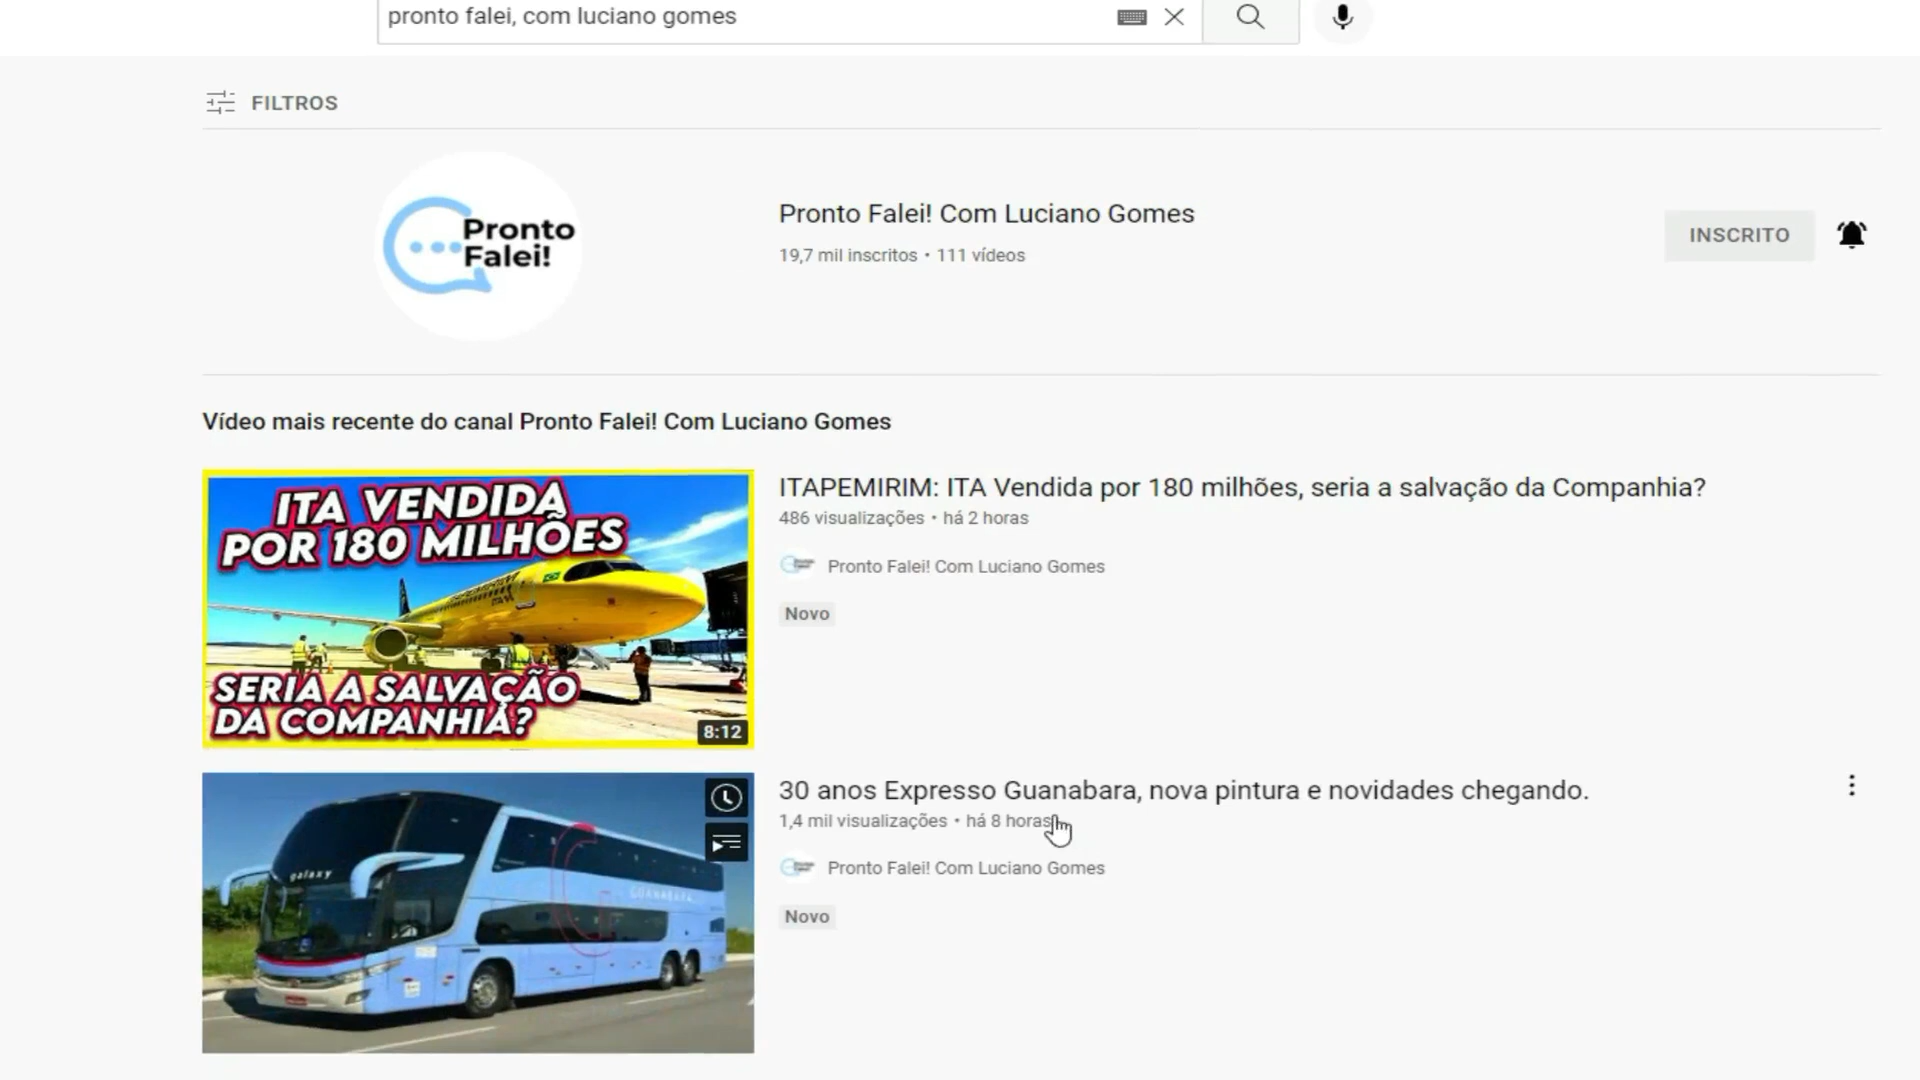 pronto falei, com luciano gomes
FILTROS
Pronto
Falei!
Pronto Falei! Com Luciano Gomes
19,7 mil inscritos • 111 vídeos
INSCRITO
Vídeo mais recente do canal Pronto Falei! Com Luciano Gomes
ITA VENDIDA
POR 180 MILHÕES
SERIA A SALVAÇÃO
DA COMPANHIA?
8:12
ITAPEMIRIM: ITA Vendida por 180 milhões, seria a salvação da Companhia?
486 visualizações • há 2 horas
Pronto Falei! Com Luciano Gomes
Novo
galaxy
GUANABARA
30 anos Expresso Guanabara, nova pintura e novidades chegando.
1,4 mil visualizações • há 8 horas
Pronto Falei! Com Luciano Gomes
Novo